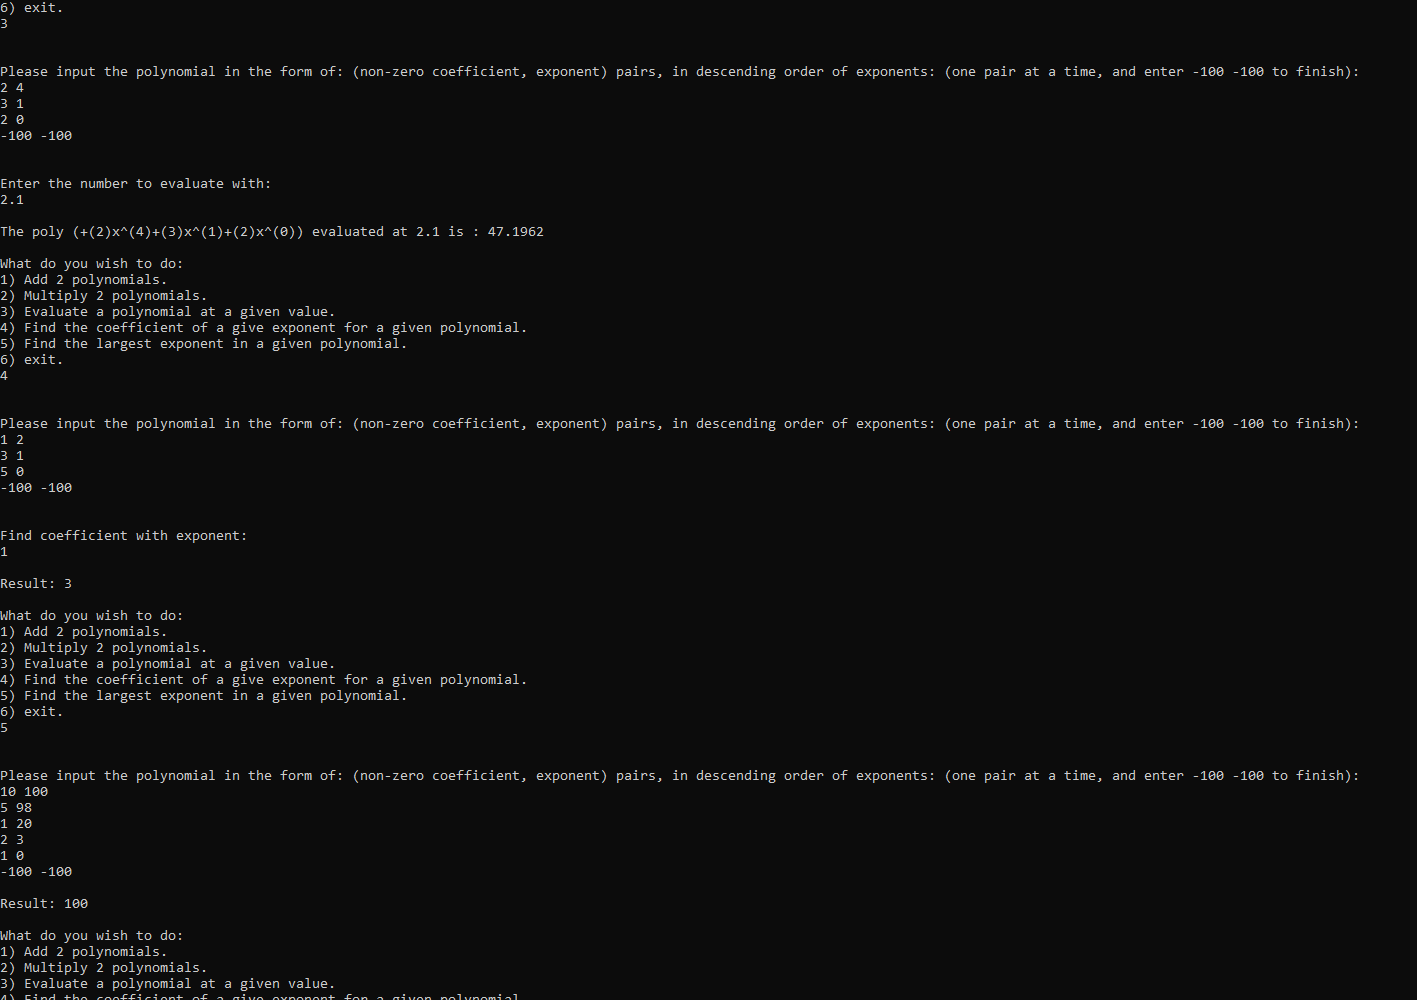 6) exit.
3
Please input the polynomial in the form of: (non-zero coefficient, exponent) pairs, in descending order of exponents: (one pair at a time, and enter -100 -100 to finish):
2 4
3 1
2 0
-100 -100
Enter the number to evaluate with:
2.1
The poly (+(2)x^(4)+(3)x^(1)+(2)x^(0)) evaluated at 2.1 is : 47.1962
What do you wish to do:
1) Add 2 polynomials.
2) Multiply 2 polynomials.
3) Evaluate a polynomial at a given value.
4) Find the coefficient of a give exponent for a given polynomial.
5) Find the largest exponent in a given polynomial.
6) exit.
4
Please input the polynomial in the form of: (non-zero coefficient, exponent) pairs, in descending order of exponents: (one pair at a time, and enter -100 -100 to finish):
1 2
3 1
5 0
-100 -100
Find coefficient with exponent:
1
Result: 3
What do you wish to do:
1) Add 2 polynomials.
2) Multiply 2 polynomials.
3) Evaluate a polynomial at a given value.
4) Find the coefficient of a give exponent for a given polynomial.
5) Find the largest exponent in a given polynomial.
6) exit.
5
Please input the polynomial in the form of: (non-zero coefficient, exponent) pairs, in descending order of exponents: (one pair at a time, and enter -100 -100 to finish):
10 100
5 98
1 20
2 3
1 0
-100 -100
Result: 100
What do you wish to do:
1) Add 2 polynomials.
2) Multiply 2 polynomials.
3) Evaluate a polynomial at a given value.
4) Find the coefficient of a give exponent for a given polynomial.